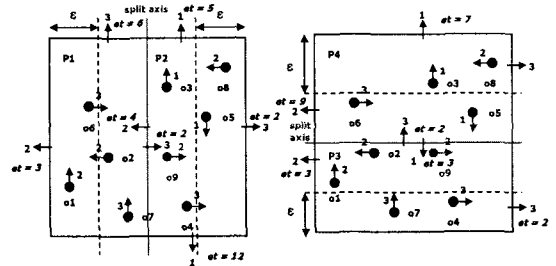 split axis
ε
et = 6
1
1
et = 5
ε
P1
P2
2
o8
1
o3
3
o6
et = 4
o5
1
et = 2
3
2
et = 3
2
2
o2
et = 2
3
2
o9
2
o1
3
o7
3
o4
1
et = 12
1
et = 7
ε
P4
2
o8
3
1
o3
et = 9
2
3
o6
o5
1
split axis
3
et = 2
2
et = 3
P3
2
o2
1
2
et = 3
o9
2
o1
ε
3
o7
3
o4
3
et = 2